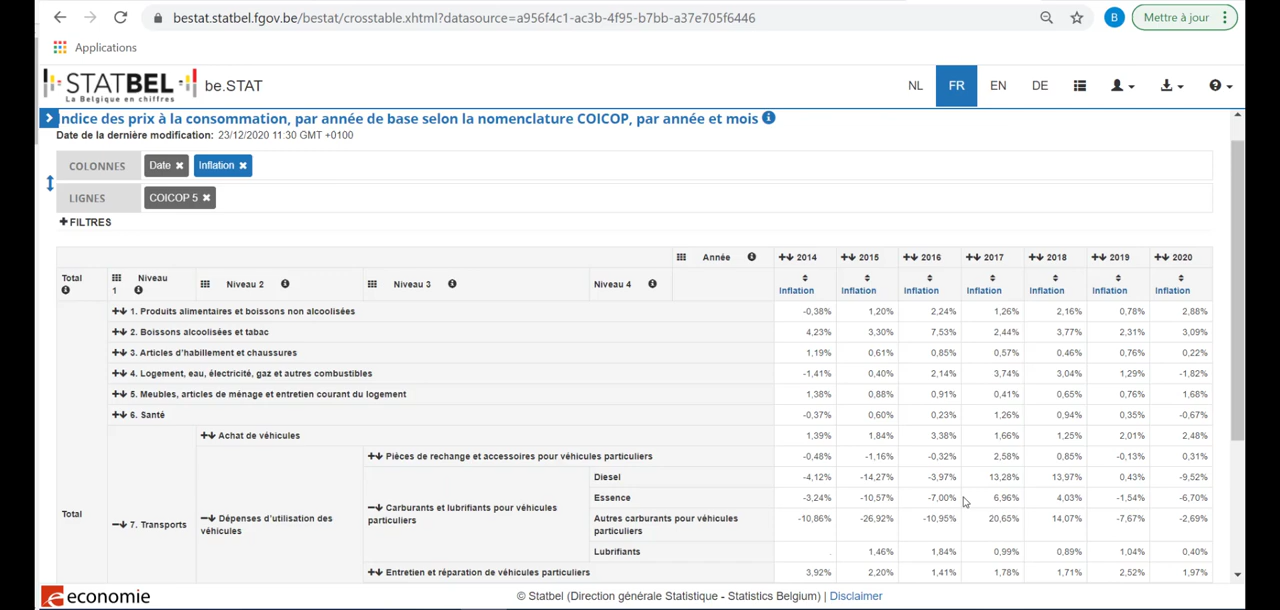 bestat.statbel.fgov.be/bestat/crosstable.xhtml?datasource=a956f4c1-ac3b-4f95-b7bb-a37e705f6446
B
Mettre à jour
Applications
STATBEL
La Belgique en chiffres
be.STAT
NL FR EN DE
Indice des prix à la consommation, par année de base selon la nomenclature COICOP, par année et mois
Date de la dernière modification: 23/12/2020 11:30 GMT +0100
COLONNES Date Inflation
LIGNES COICOP 5
FILTRES
Année 2014 2015 2016 2017 2018 2019 2020
Total Niveau 1 Niveau 2 Niveau 3 Niveau 4 Inflation Inflation Inflation Inflation Inflation Inflation Inflation
1. Produits alimentaires et boissons non alcoolisées -0,38% 1,20% 2,24% 1,26% 2,16% 0,78% 2,88%
2. Boissons alcoolisées et tabac 4,23% 3,30% 7,53% 2,44% 3,77% 2,31% 3,09%
3. Articles d'habillement et chaussures 1,19% 0,61% 0,85% 0,57% 0,46% 0,76% 0,22%
4. Logement, eau, électricité, gaz et autres combustibles -1,41% 0,40% 2,14% 3,74% 3,04% 1,29% -1,82%
5. Meubles, articles de ménage et entretien courant du logement 1,38% 0,88% 0,91% 0,41% 0,65% 0,76% 1,68%
6. Santé -0,37% 0,60% 0,23% 1,26% 0,94% 0,35% -0,67%
Achat de véhicules 1,39% 1,84% 3,38% 1,66% 1,25% 2,01% 2,48%
Pièces de rechange et accessoires pour véhicules particuliers -0,48% -1,16% -0,32% 2,58% 0,85% -0,13% 0,31%
Diesel -4,12% -14,27% -3,97% 13,28% 13,97% 0,43% -9,52%
Essence -3,24% -10,57% -7,00% 6,96% 4,03% -1,54% -6,70%
Total 7. Transports Dépenses d'utilisation des véhicules Carburants et lubrifiants pour véhicules particuliers
Autres carburants pour véhicules particuliers -10,86% -26,92% -10,95% 20,65% 14,07% -7,67% -2,69%
Lubrifiants . 1,46% 1,84% 0,99% 0,89% 1,04% 0,40%
Entretien et réparation de véhicules particuliers 3,92% 2,20% 1,41% 1,78% 1,71% 2,52% 1,97%
economie
© Statbel (Direction générale Statistique - Statistics Belgium) | Disclaimer